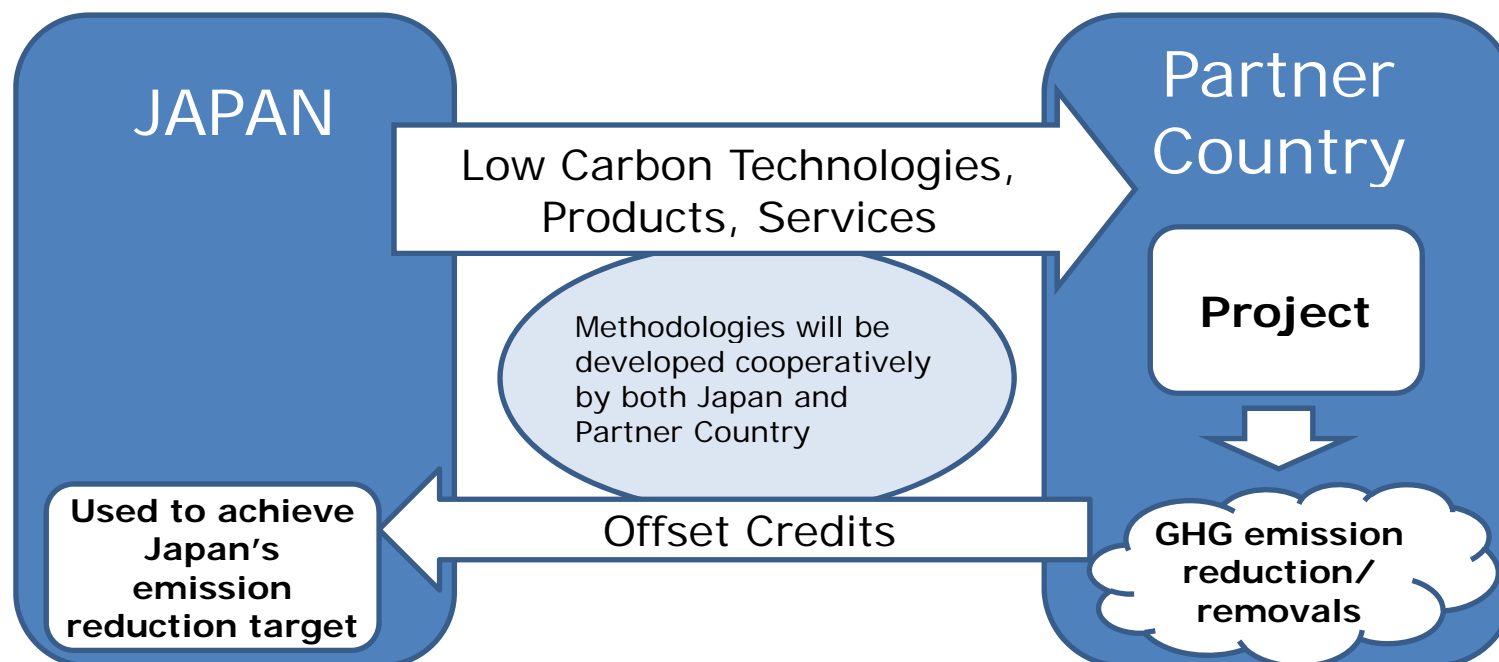 JAPAN
Partner
Country
Low Carbon Technologies,
Products, Services
Project
Methodologies will be
developed cooperatively
by both Japan and
Partner Country
Used to achieve
Japan's
emission
reduction target
Offset Credits
GHG emission
reduction/
removals